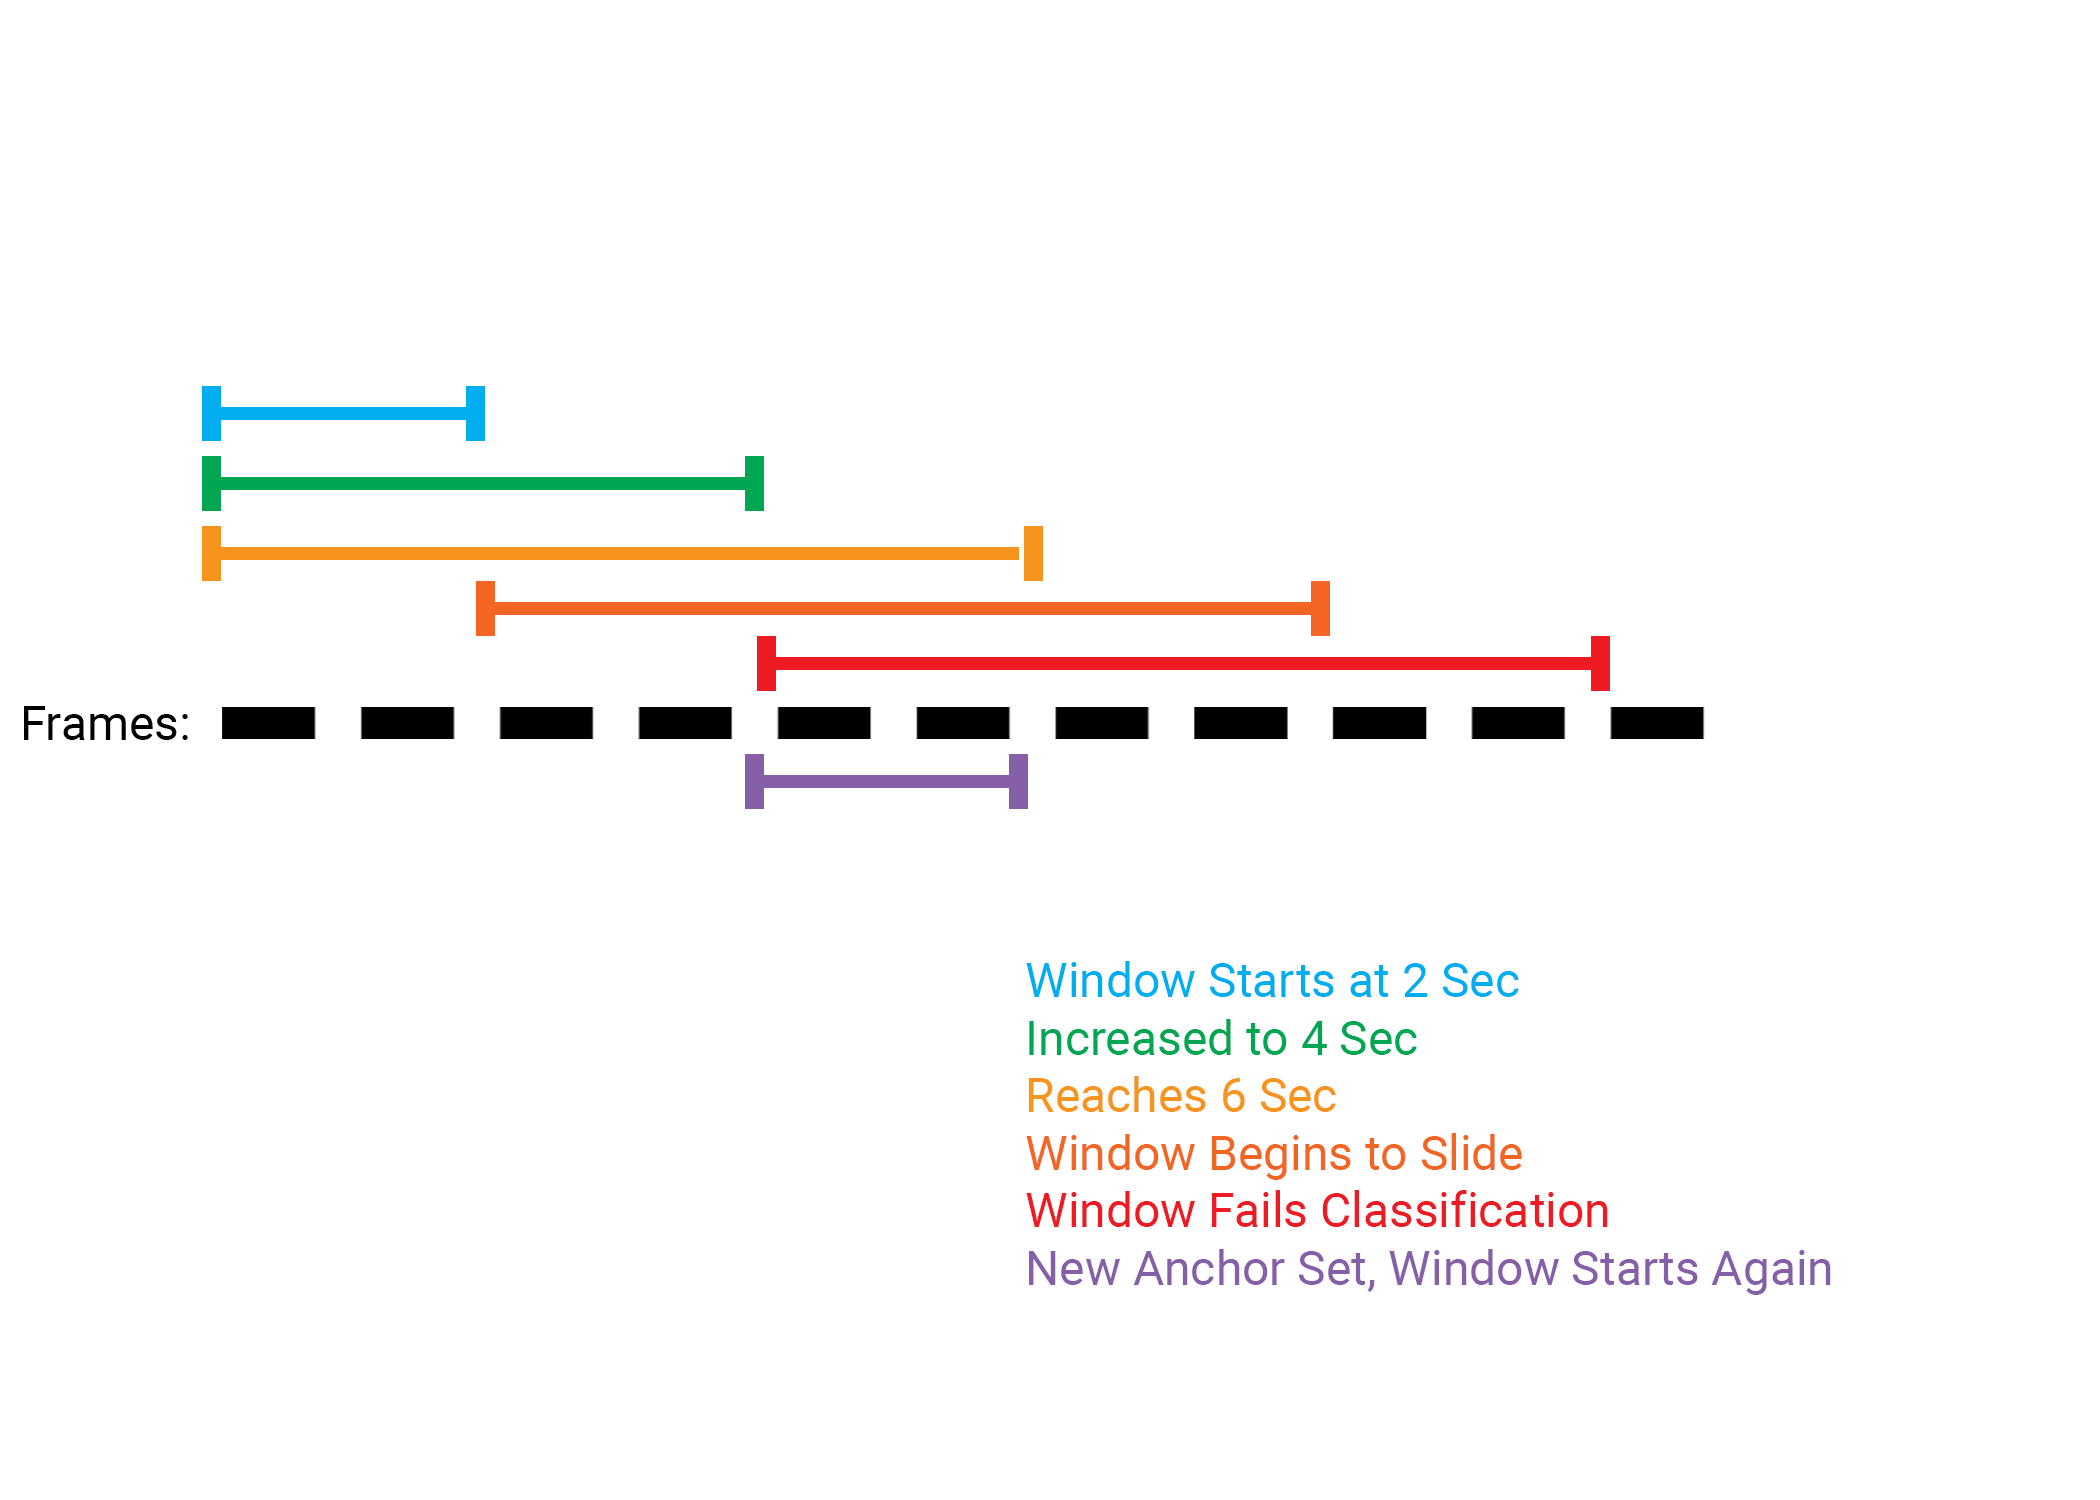 Frames:
Window Starts at 2 Sec
Increased to 4 Sec
Reaches 6 Sec
Window Begins to Slide
Window Fails Classification
New Anchor Set, Window Starts Again